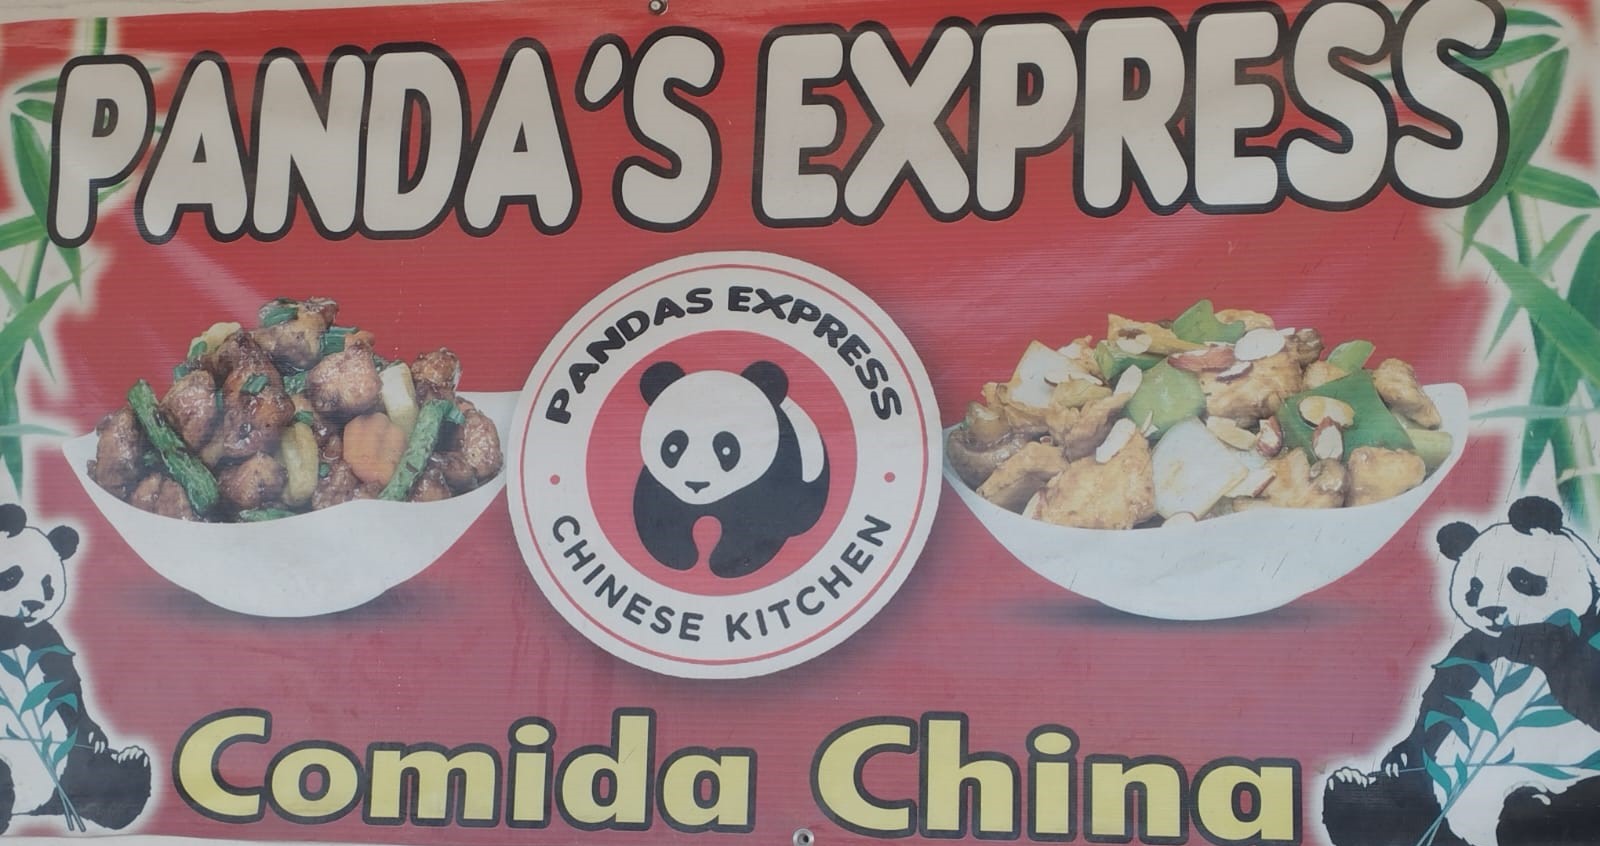 PANDA'S EXPRESS
PANDAS EXPRESS
CHINESE KITCHEN
Comida China